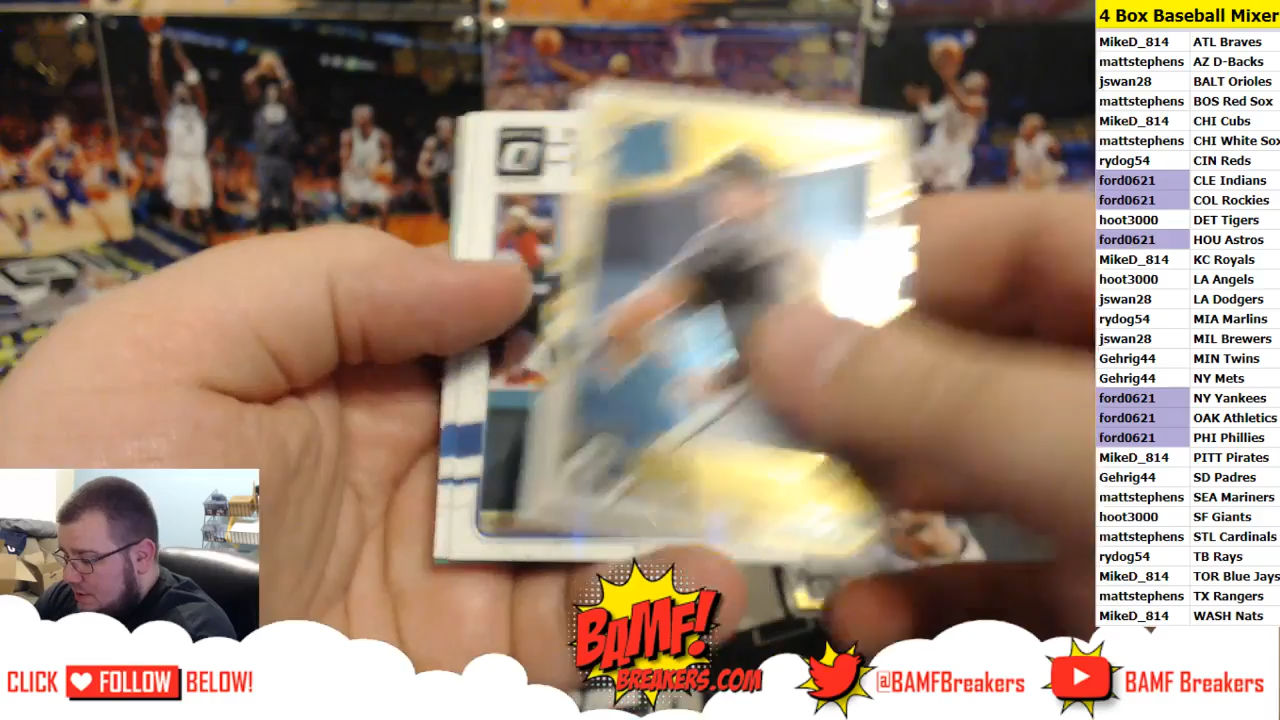 4 Box Baseball Mixer
MikeD_814 ATL Braves
mattstephens AZ D-Backs
jswan28 BALT Orioles
mattstephens BOS Red Sox
MikeD_814 CHI Cubs
mattstephens CHI White Sox
rydog54 CIN Reds
ford0621 CLE Indians
ford0621 COL Rockies
hoot3000 DET Tigers
ford0621 HOU Astros
MikeD_814 KC Royals
hoot3000 LA Angels
jswan28 LA Dodgers
rydog54 MIA Marlins
jswan28 MIL Brewers
Gehrig44 MIN Twins
Gehrig44 NY Mets
ford0621 NY Yankees
ford0621 OAK Athletics
ford0621 PHI Phillies
MikeD_814 PITT Pirates
Gehrig44 SD Padres
mattstephens SEA Mariners
hoot3000 SF Giants
mattstephens STL Cardinals
rydog54 TB Rays
MikeD_814 TOR Blue Jays
mattstephens TX Rangers
MikeD_814 WASH Nats
BAMF!
BREAKERS.COM
CLICK FOLLOW BELOW!
@BAMFBreakers
BAMF Breakers